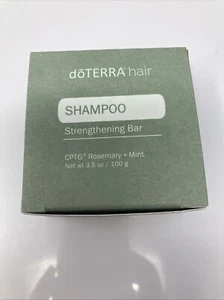 dōTERRA® hair
SHAMPOO
Strengthening Bar
CPTG® Rosemary + Mint
Net wt 3.5 oz / 100 g